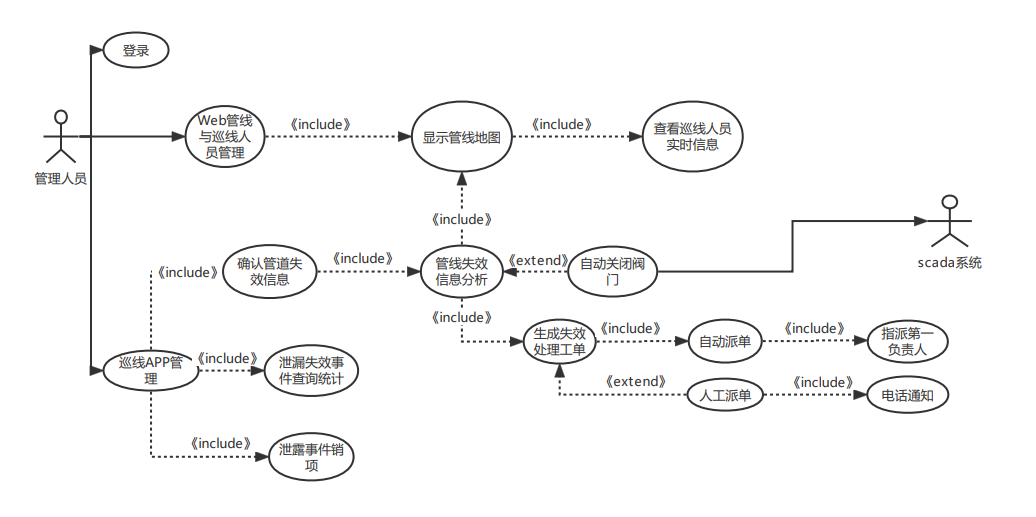 登录
Web管线
与巡线人
员管理
《include》
显示管线地图
《include》
查看巡线人员
实时信息
管理人员
《include》
《include》
确认管道失
效信息
《include》
管线失效
信息分析
《extend》
自动关闭阀
门
scada系统
《include》
生成失效
处理工单
《include》
自动派单
《include》
指派第一
负责人
巡线APP管
理
《include》
泄漏失效事
件查询统计
《extend》
人工派单
《include》
电话通知
《include》
泄露事件销
项